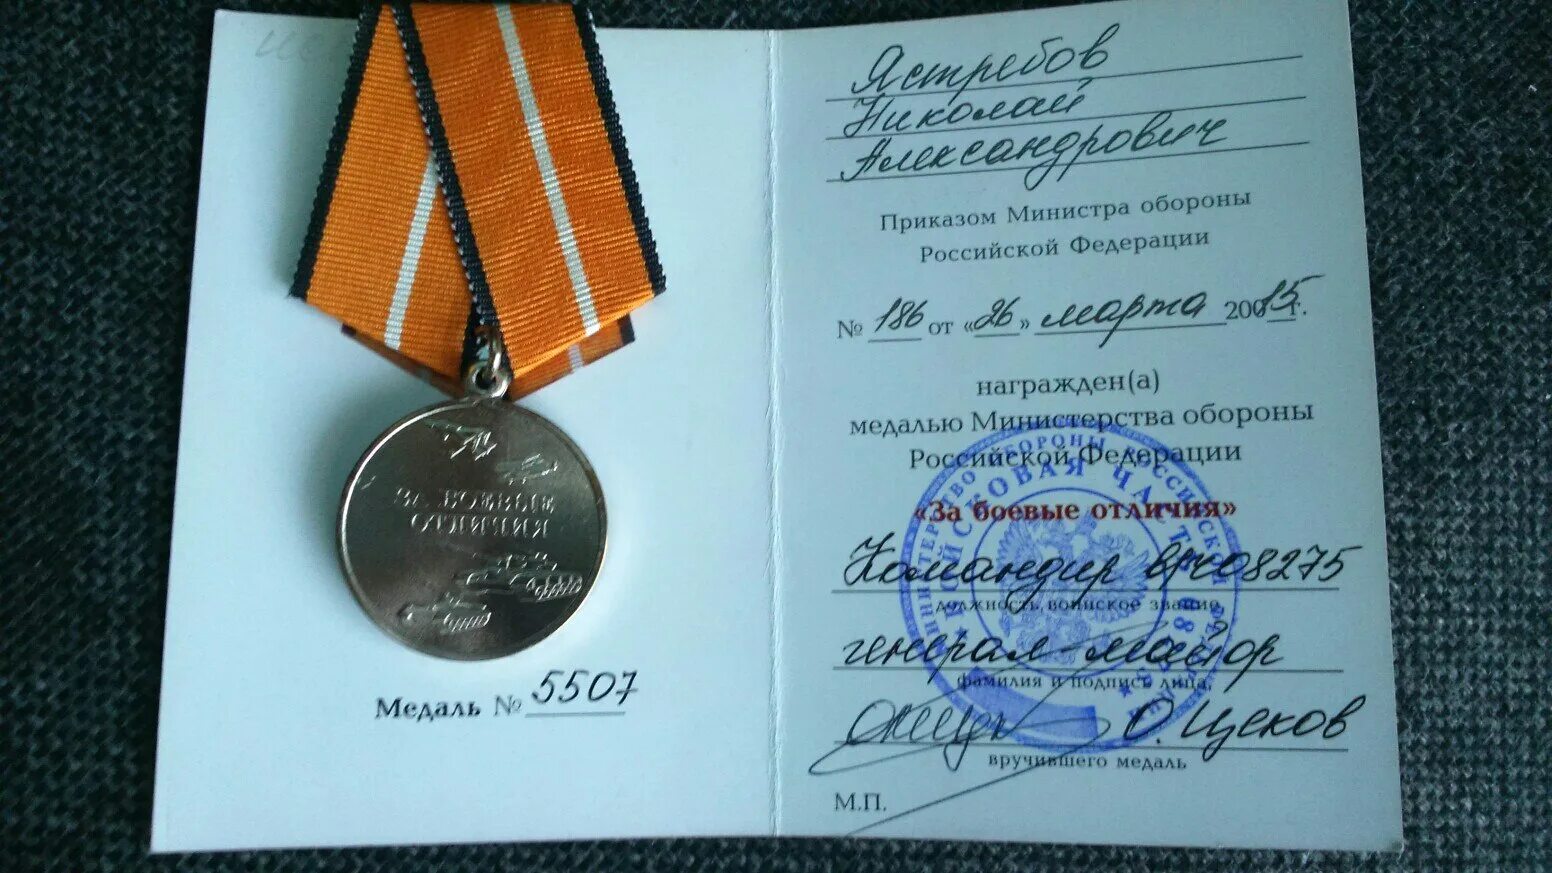 ЗА БОЕВЫЕ
ОТЛИЧИЯ
Медаль № 5507
Ястребов
Николай
Александрович
Приказом Министра обороны
Российской Федерации
№ 186 от «26» марта 20015г.
награжден(а)
медалью Министерства обороны
Российской Федерации
«За боевые отличия»
Командир в/ч 08275
должность, воинское звание,
генерал-майор
фамилия и подпись лица,
О. Цеков
вручившего медаль
М.П.